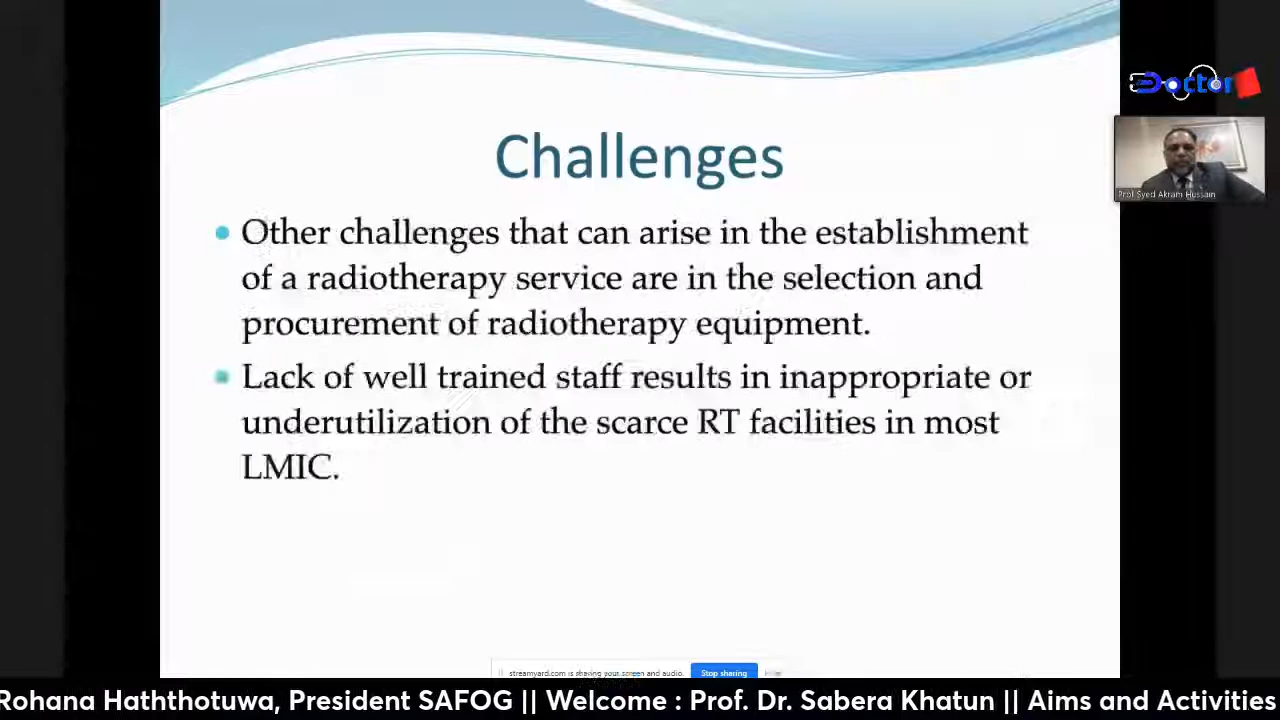 Doctor
Prof Syed Akram Hussain
Challenges
Other challenges that can arise in the establishment
of a radiotherapy service are in the selection and
procurement of radiotherapy equipment.
Lack of well trained staff results in inappropriate or
underutilization of the scarce RT facilities in most
LMIC.
streamyard.com is sharing your screen and audio. Stop sharing
Rohana Haththotuwa, President SAFOG || Welcome : Prof. Dr. Sabera Khatun || Aims and Activities